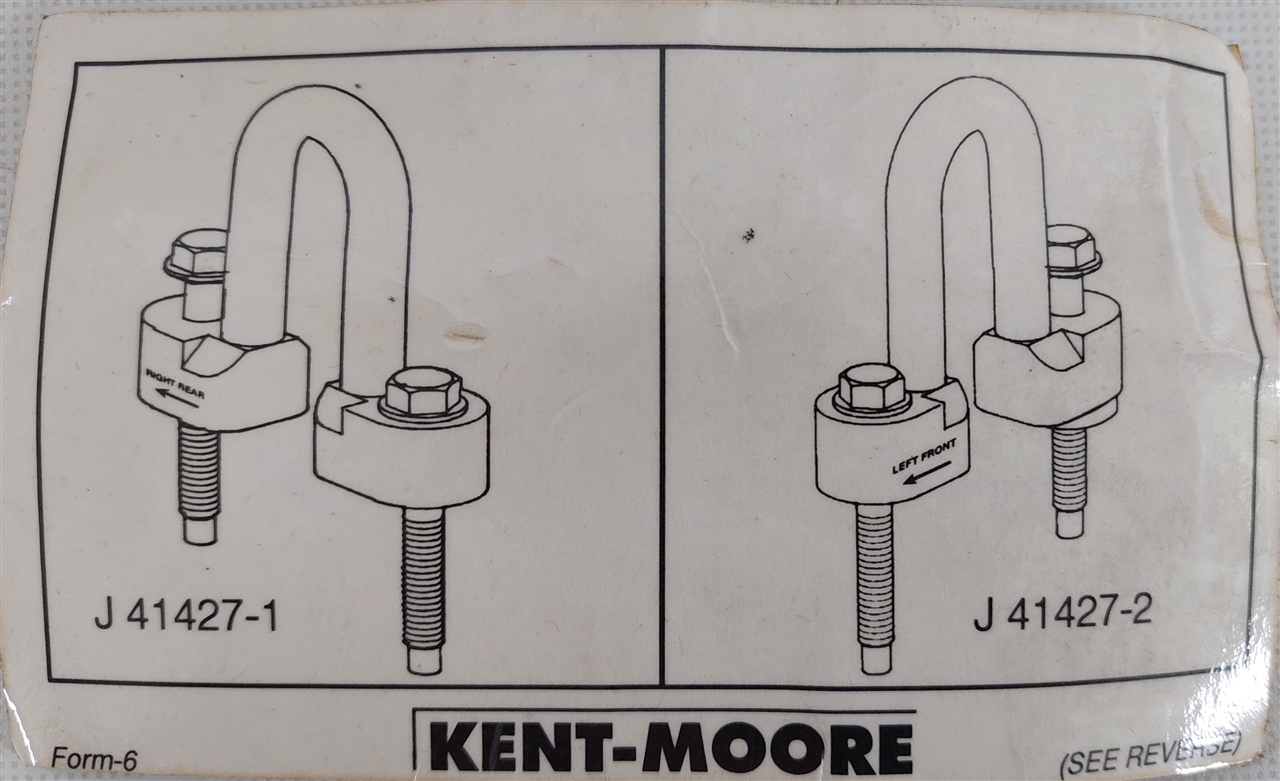 RIGHT REAR
J 41427-1
LEFT FRONT
J 41427-2
Form-6
KENT-MOORE
(SEE REVERSE)